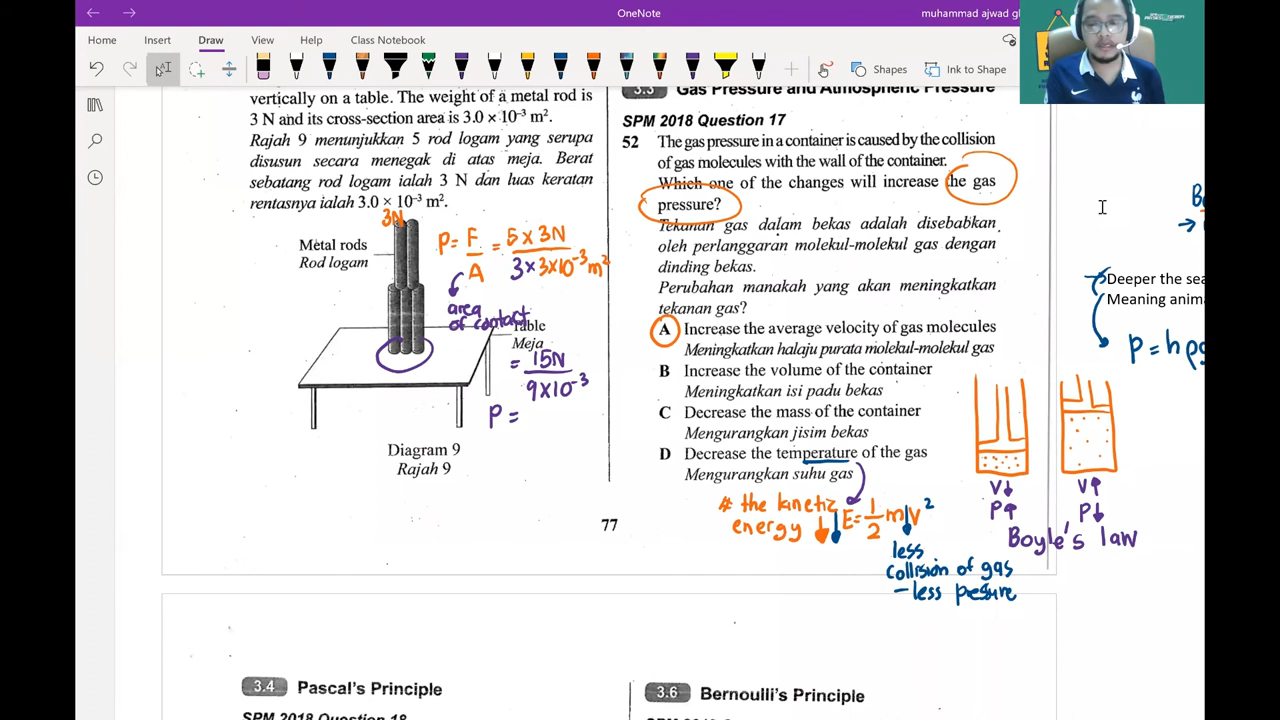 OneNote
muhammad ajwad gh
Home Insert Draw View Help Class Notebook
Shapes
Ink to Shape
vertically on a table. The weight of a metal rod is
3 N and its cross-section area is 3.0 × 10⁻³ m².
Rajah 9 menunjukkan 5 rod logam yang serupa
disusun secara menegak di atas meja. Berat
sebatang rod logam ialah 3 N dan luas keratan
rentasnya ialah 3.0 × 10⁻³ m².
3N
Metal rods
Rod logam
P = F/A = 5 × 3N / 3 × 3×10⁻³ m²
area
of contact
Table
Meja
= 15N / 9×10⁻³
P =
Diagram 9
Rajah 9
77
3.3 Gas Pressure and Atmospheric Pressure
SPM 2018 Question 17
52 The gas pressure in a container is caused by the collision
of gas molecules with the wall of the container.
Which one of the changes will increase the gas
pressure?
Tekanan gas dalam bekas adalah disebabkan
oleh perlanggaran molekul-molekul gas dengan
dinding bekas.
Perubahan manakah yang akan meningkatkan
tekanan gas?
A Increase the average velocity of gas molecules
Meningkatkan halaju purata molekul-molekul gas
B Increase the volume of the container
Meningkatkan isi padu bekas
C Decrease the mass of the container
Mengurangkan jisim bekas
D Decrease the temperature of the gas
Mengurangkan suhu gas
# the kinetic
energy ↓↓ E = 1/2 m↓v²
less
collision of gas
– less pressure
V↓
P↑
V↑
P↓
Boyle's law
Deeper the sea
Meaning anima
P = hρg
3.4 Pascal's Principle
SPM 2018 Question 18
3.6 Bernoulli's Principle